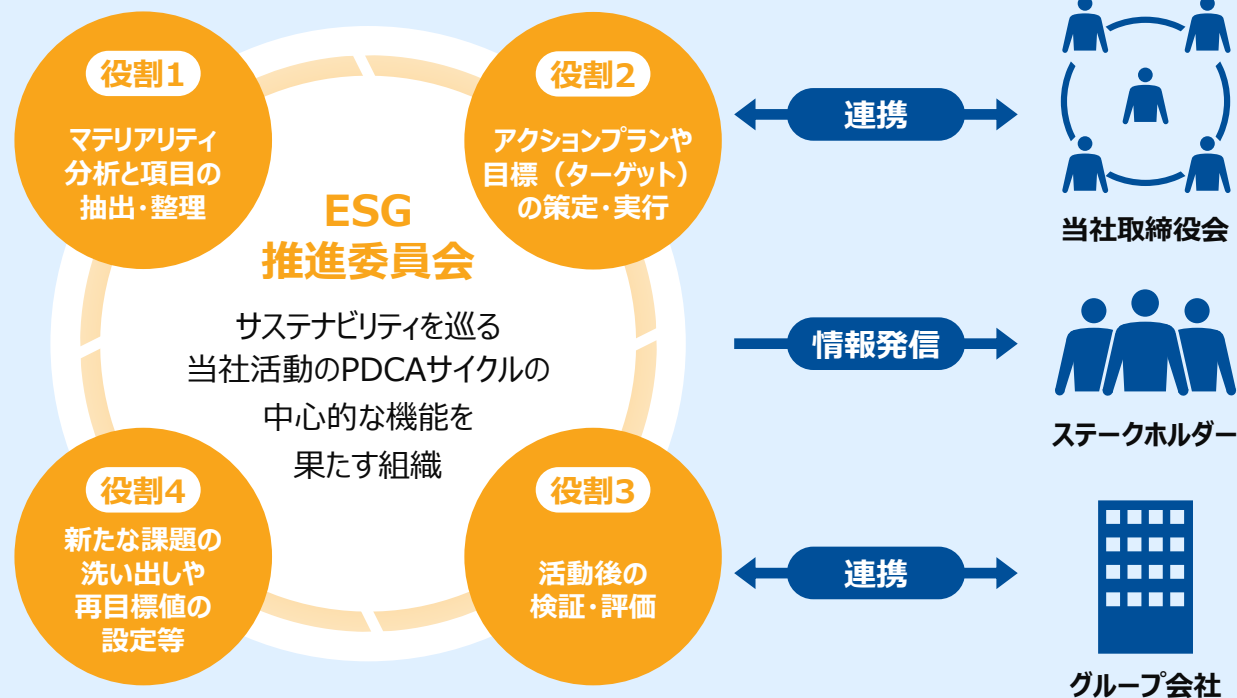 役割1
マテリアリティ
分析と項目の
抽出・整理
役割2
アクションプランや
目標（ターゲット）
の策定・実行
ESG
推進委員会
サステナビリティを巡る
当社活動のPDCAサイクルの
中心的な機能を
果たす組織
役割4
新たな課題の
洗い出しや
再目標値の
設定等
役割3
活動後の
検証・評価
連携
当社取締役会
情報発信
ステークホルダー
連携
グループ会社